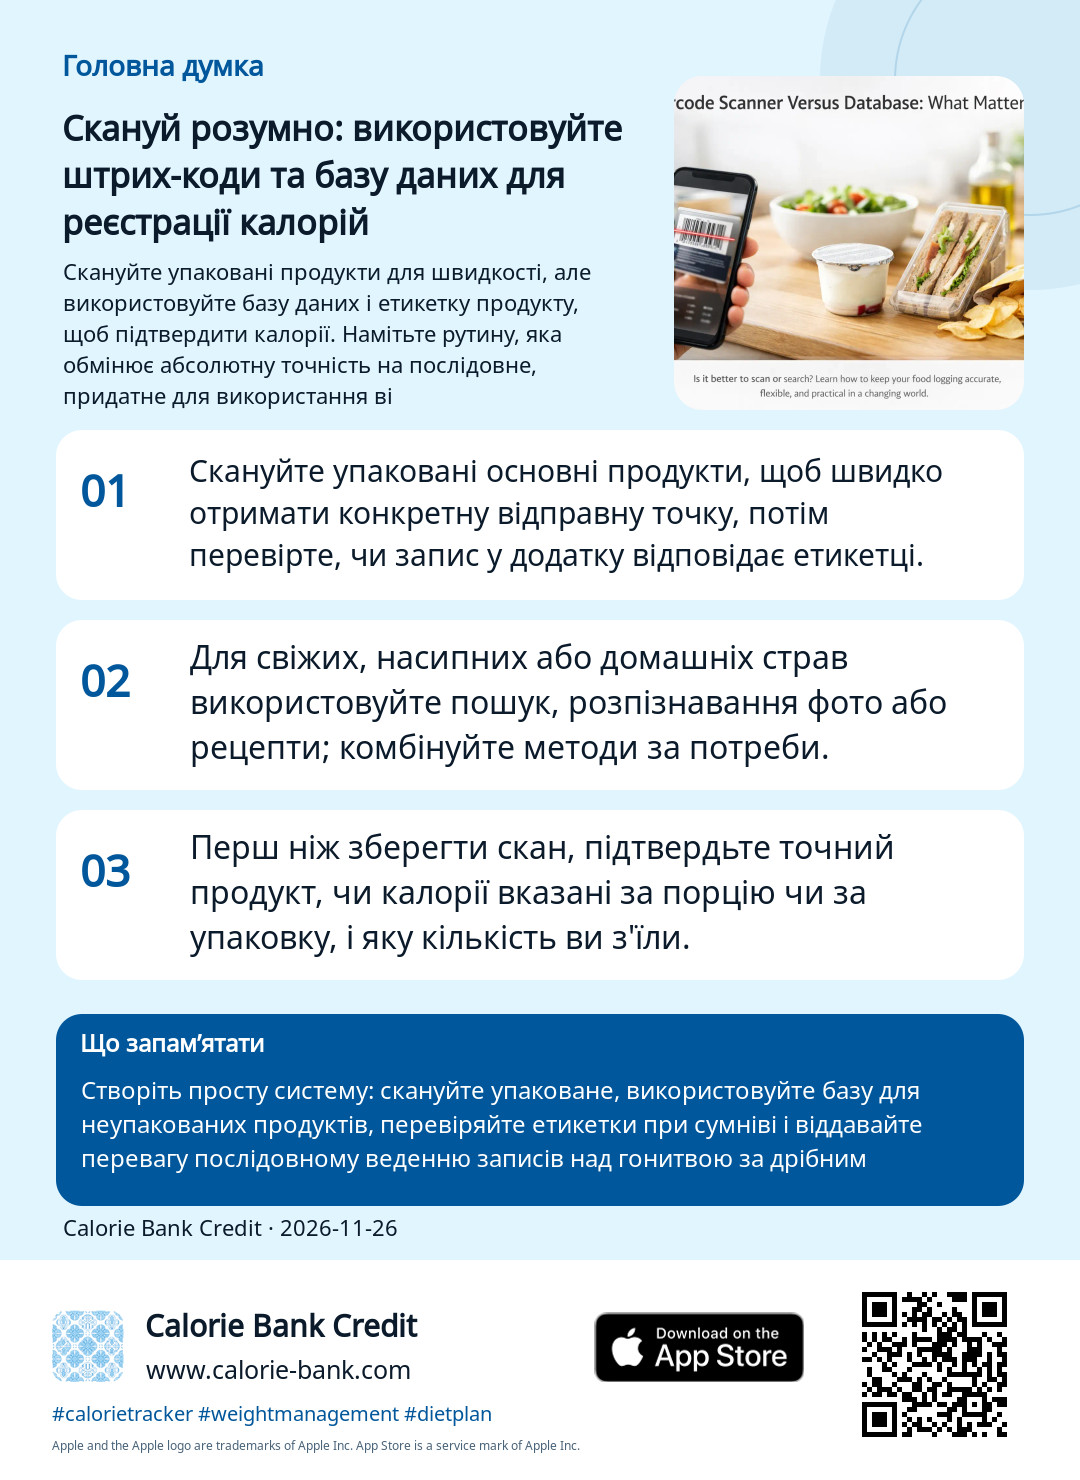 Головна думка
Скануй розумно: використовуйте
штрих-коди та базу даних для
реєстрації калорій
Скануйте упаковані продукти для швидкості, але
використовуйте базу даних і етикетку продукту,
щоб підтвердити калорії. Намітьте рутину, яка
обмінює абсолютну точність на послідовне,
придатне для використання ві
rcode Scanner Versus Database: What Matter
Is it better to scan or search? Learn how to keep your food logging accurate,
flexible, and practical in a changing world.
01
Скануйте упаковані основні продукти, щоб швидко
отримати конкретну відправну точку, потім
перевірте, чи запис у додатку відповідає етикетці.
02
Для свіжих, насипних або домашніх страв
використовуйте пошук, розпізнавання фото або
рецепти; комбінуйте методи за потреби.
03
Перш ніж зберегти скан, підтвердьте точний
продукт, чи калорії вказані за порцію чи за
упаковку, і яку кількість ви з'їли.
Що запам’ятати
Створіть просту систему: скануйте упаковане, використовуйте базу для
неупакованих продуктів, перевіряйте етикетки при сумніві і віддавайте
перевагу послідовному веденню записів над гонитвою за дрібним
Calorie Bank Credit · 2026-11-26
Calorie Bank Credit
www.calorie-bank.com
Download on the
App Store
#calorietracker #weightmanagement #dietplan
Apple and the Apple logo are trademarks of Apple Inc. App Store is a service mark of Apple Inc.